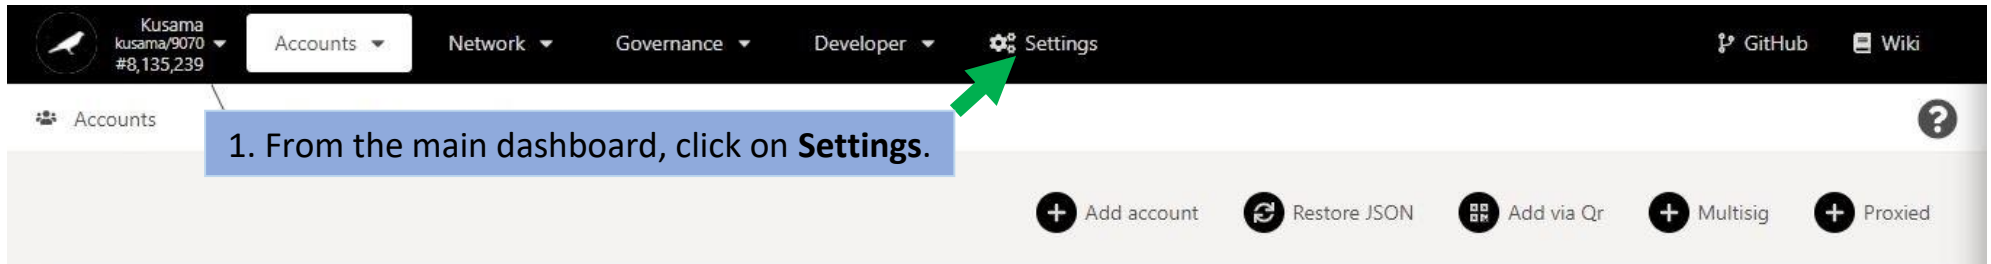 Kusama
kusama/9070
#8,135,239
Accounts
Network
Governance
Developer
Settings
GitHub
Wiki
Accounts
1. From the main dashboard, click on Settings.
Add account
Restore JSON
Add via Qr
Multisig
Proxied